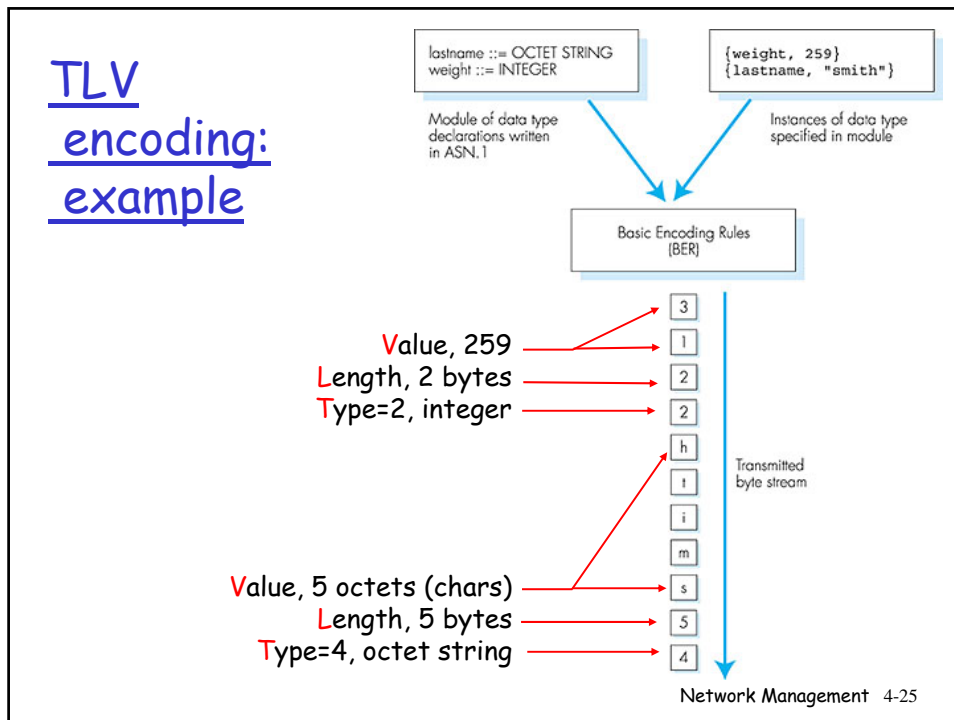 TLV
encoding:
example
lastname ::= OCTET STRING
weight ::= INTEGER
{weight, 259}
{lastname, "smith"}
Module of data type
declarations written
in ASN.1
Instances of data type
specified in module
Basic Encoding Rules
(BER)
3
Value, 259
1
Length, 2 bytes
2
Type=2, integer
2
h
t
i
m
Transmitted
byte stream
Value, 5 octets (chars)
s
Length, 5 bytes
5
Type=4, octet string
4
Network Management 4-25